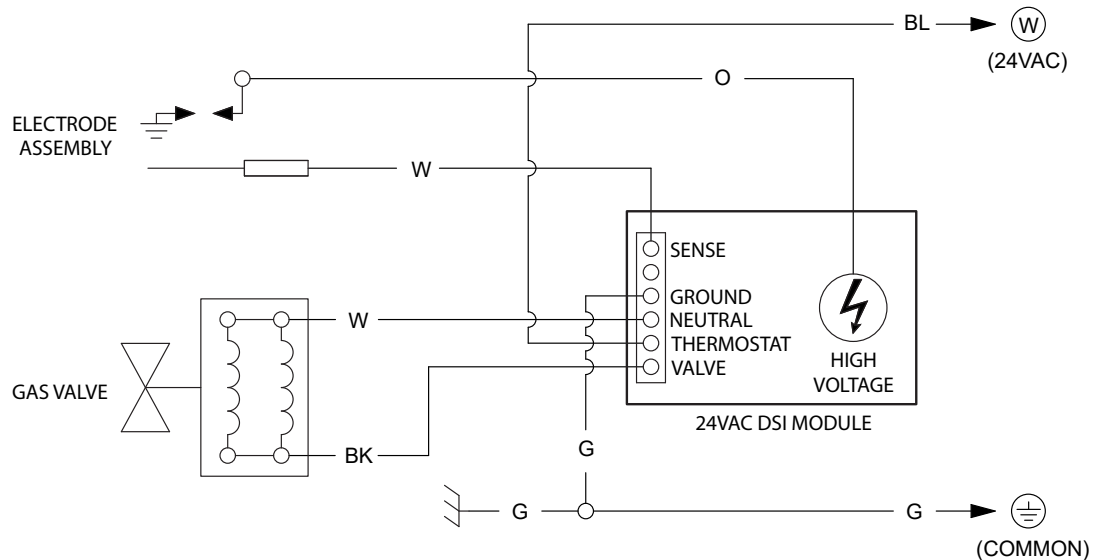 BL
W
(24VAC)
O
ELECTRODE
ASSEMBLY
W
SENSE
GROUND
W
NEUTRAL
THERMOSTAT
VALVE
HIGH
VOLTAGE
GAS VALVE
24VAC DSI MODULE
BK
G
G
G
(COMMON)